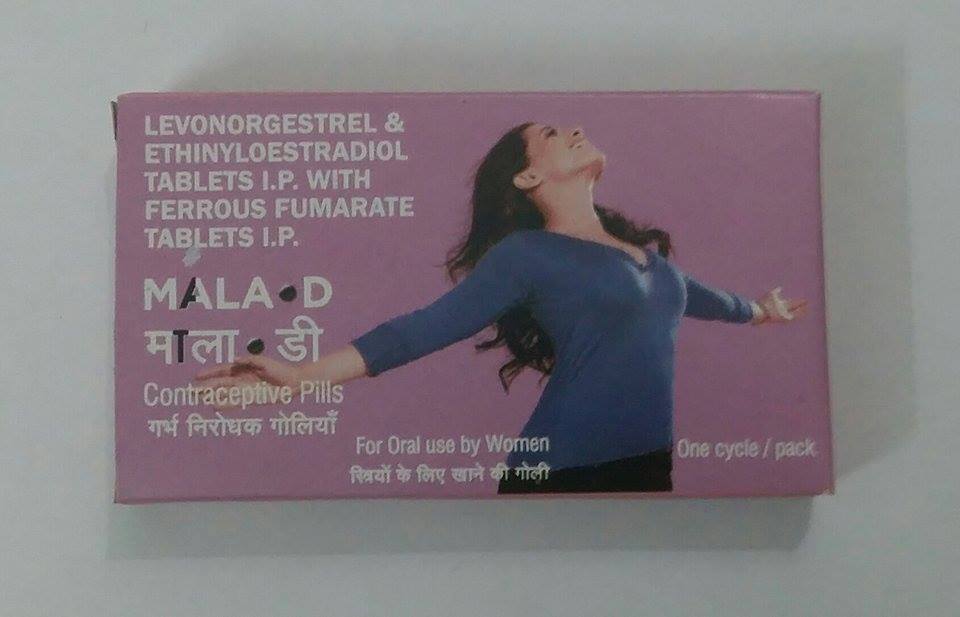 LEVONORGESTREL &
ETHINYLOESTRADIOL
TABLETS I.P. WITH
FERROUS FUMARATE
TABLETS I.P.
MALA•D
माला•डी
Contraceptive Pills
गर्भ निरोधक गोलियाँ
For Oral use by Women
स्त्रियों के लिए खाने की गोली
One cycle / pack